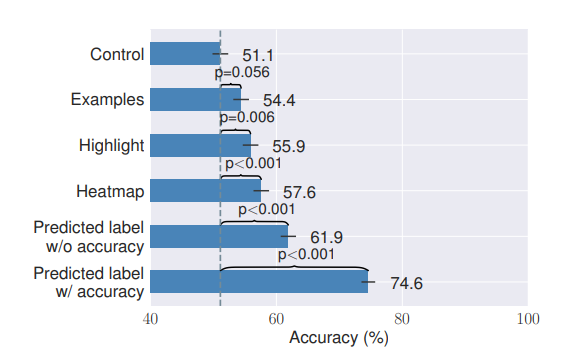 Control
51.1
p=0.056
Examples
54.4
p=0.006
Highlight
55.9
p<0.001
Heatmap
57.6
p<0.001
Predicted label
w/o accuracy
61.9
p<0.001
Predicted label
w/ accuracy
74.6
40 60 80 100
Accuracy (%)